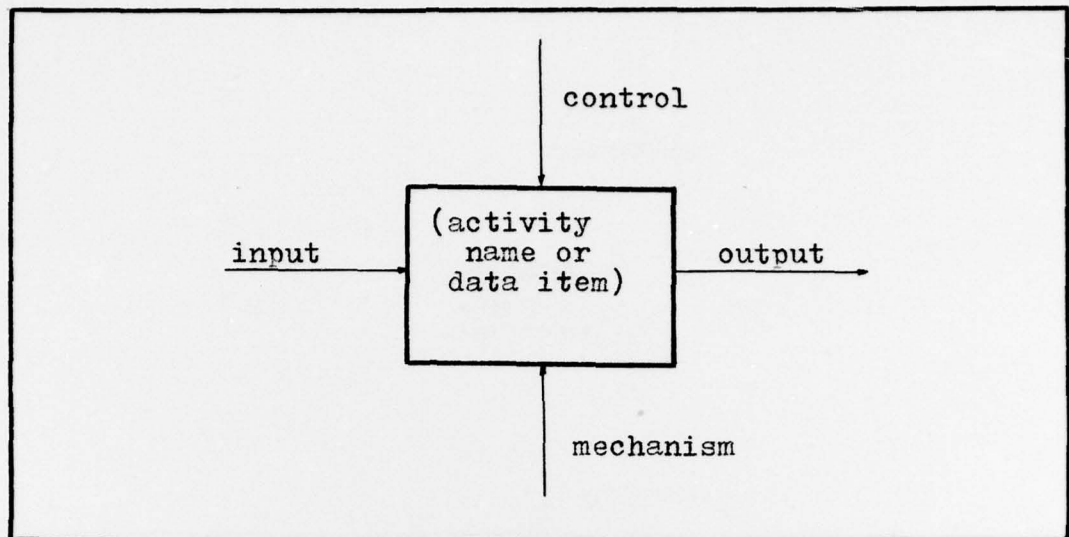 control
(activity
name or
data item)
input
output
mechanism